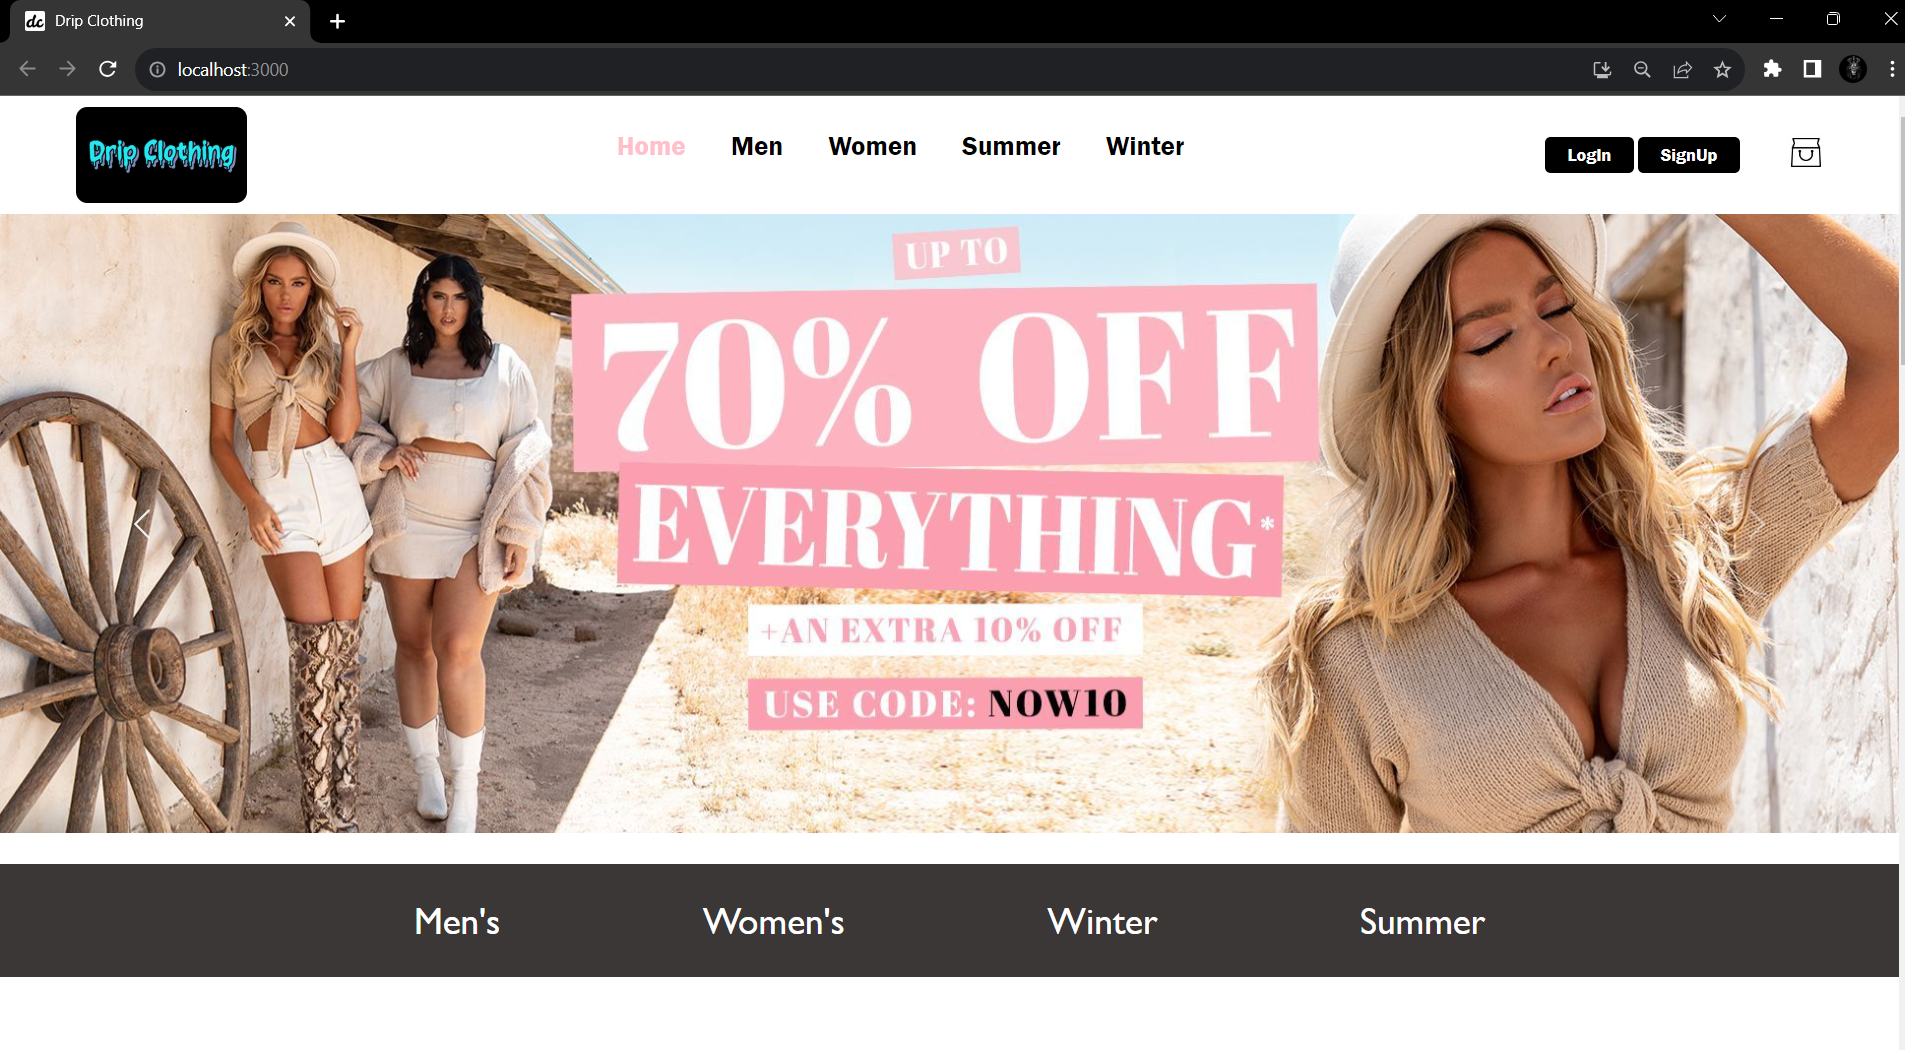 dc Drip Clothing
localhost:3000
Drip Clothing
Home Men Women Summer Winter
LogIn SignUp
UP TO
70% OFF
EVERYTHING*
+AN EXTRA 10% OFF
USE CODE: NOW10
Men's Women's Winter Summer